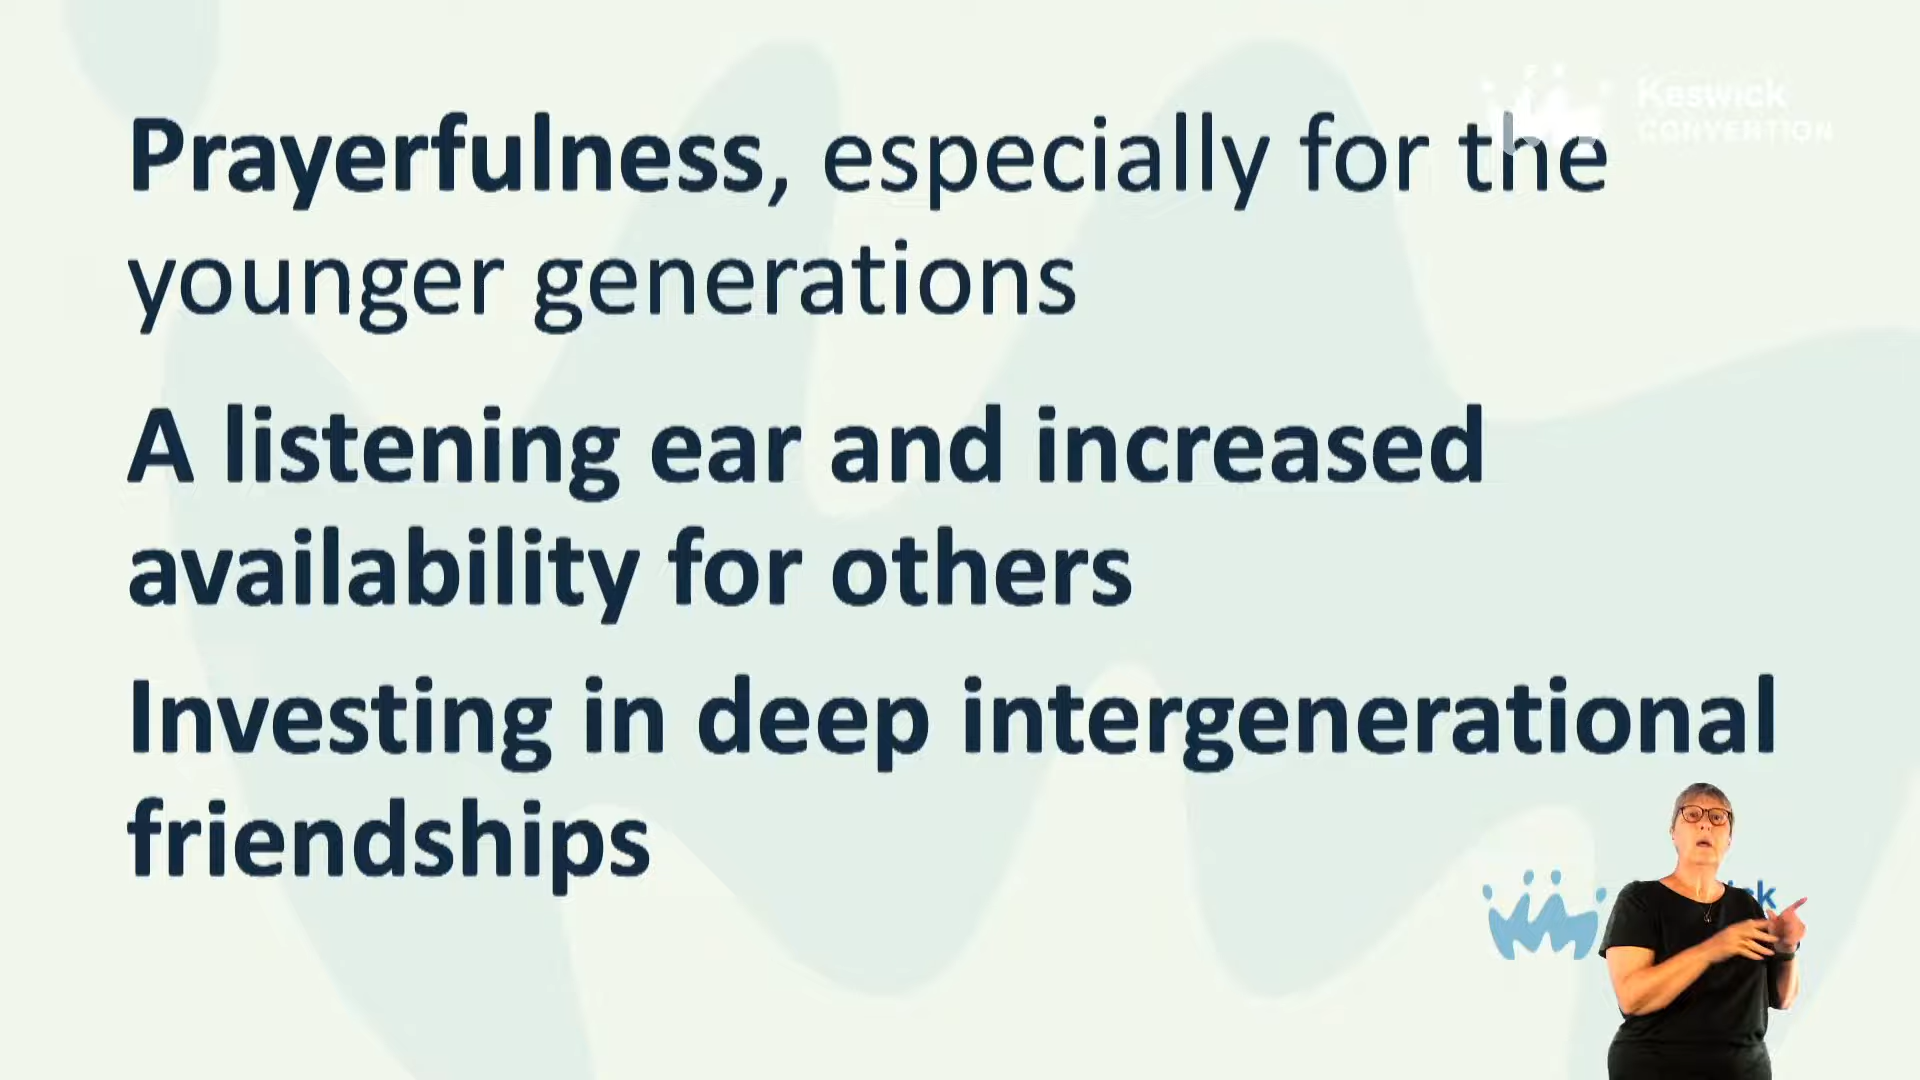 Keswick
CONVENTION
Prayerfulness, especially for the
younger generations
A listening ear and increased
availability for others
Investing in deep intergenerational
friendships